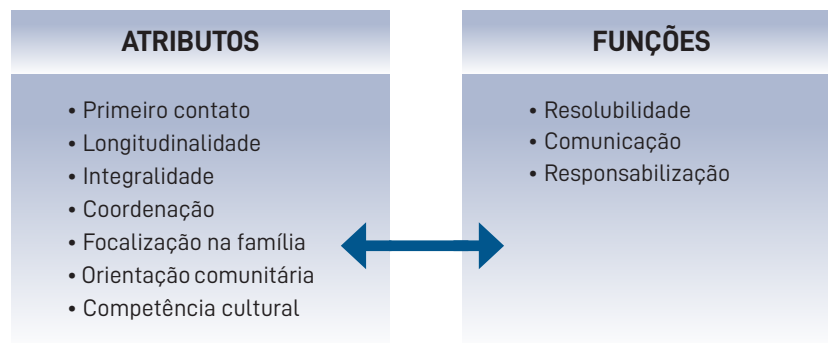 ATRIBUTOS
• Primeiro contato
• Longitudinalidade
• Integralidade
• Coordenação
• Focalização na família
• Orientação comunitária
• Competência cultural
FUNÇÕES
• Resolubilidade
• Comunicação
• Responsabilização